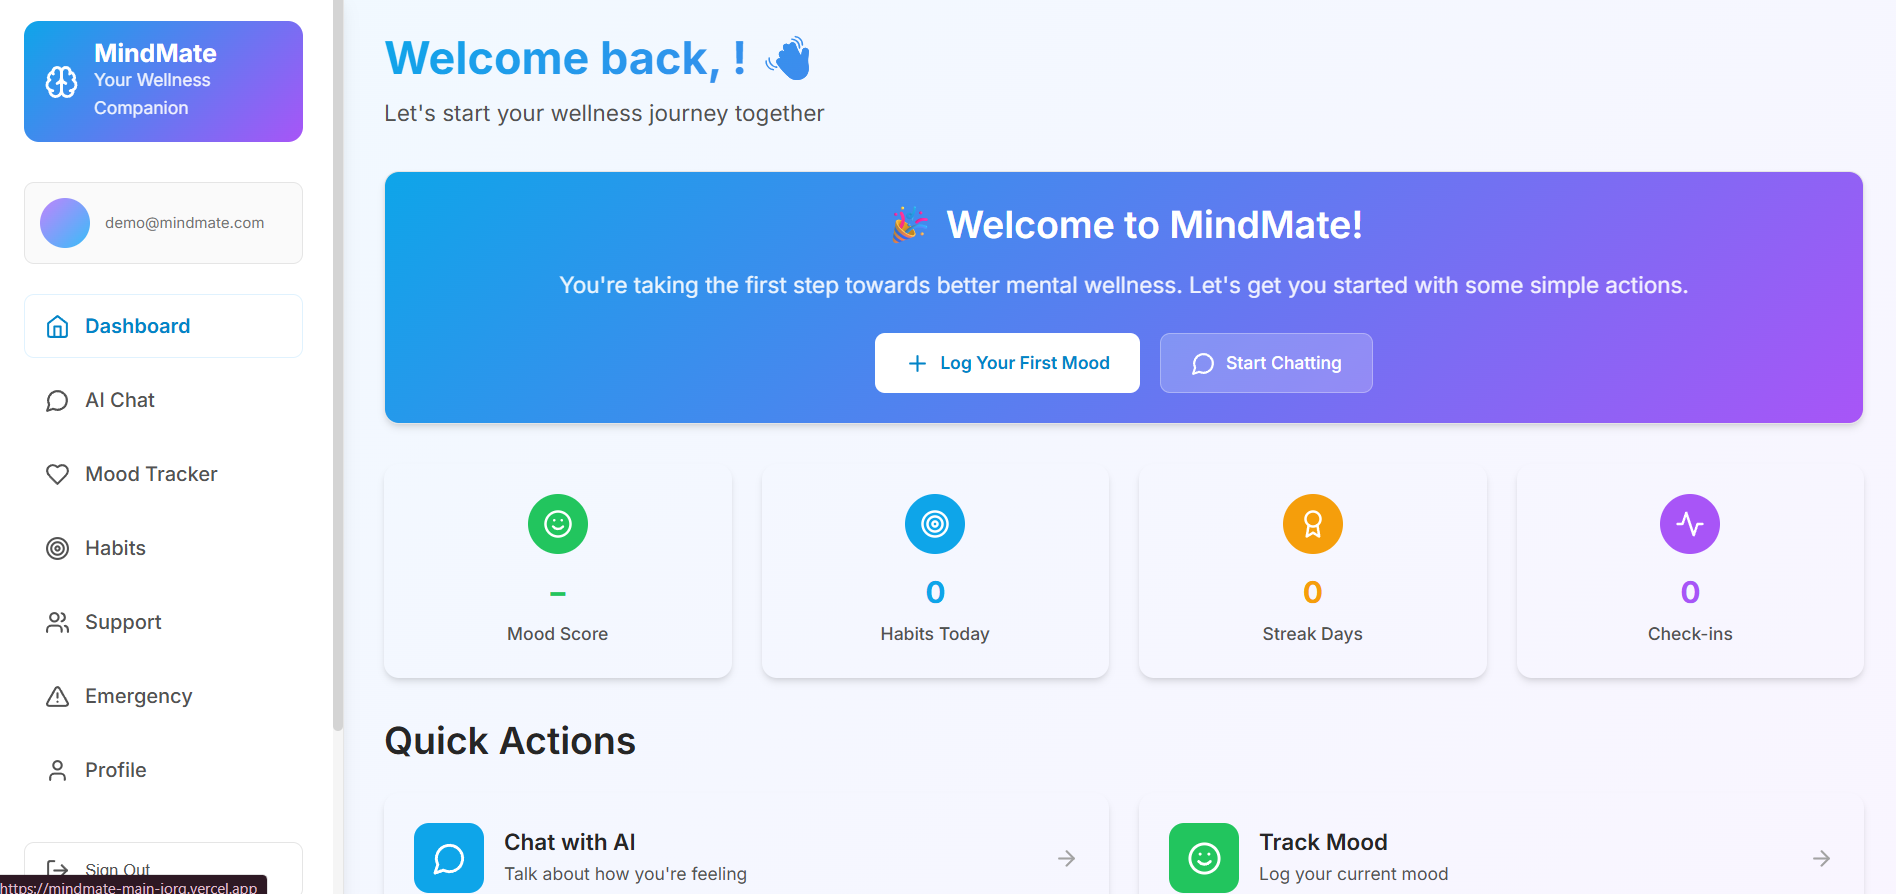 MindMate
Your Wellness
Companion
demo@mindmate.com
Dashboard
AI Chat
Mood Tracker
Habits
Support
Emergency
Profile
Sign Out
https://mindmate-main-jorg.vercel.app
Welcome back, ! 👋
Let's start your wellness journey together
🎉 Welcome to MindMate!
You're taking the first step towards better mental wellness. Let's get you started with some simple actions.
Log Your First Mood
Start Chatting
–
Mood Score
0
Habits Today
0
Streak Days
0
Check-ins
Quick Actions
Chat with AI
Talk about how you're feeling
Track Mood
Log your current mood